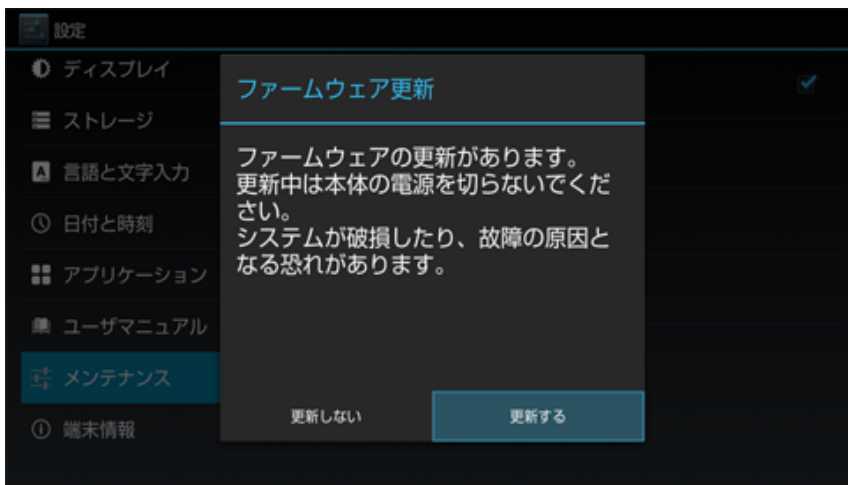 設定
ディスプレイ
ストレージ
言語と文字入力
日付と時刻
アプリケーション
ユーザマニュアル
メンテナンス
端末情報
ファームウェア更新
ファームウェアの更新があります。
更新中は本体の電源を切らないでくだ
さい。
システムが破損したり、故障の原因と
なる恐れがあります。
更新しない
更新する